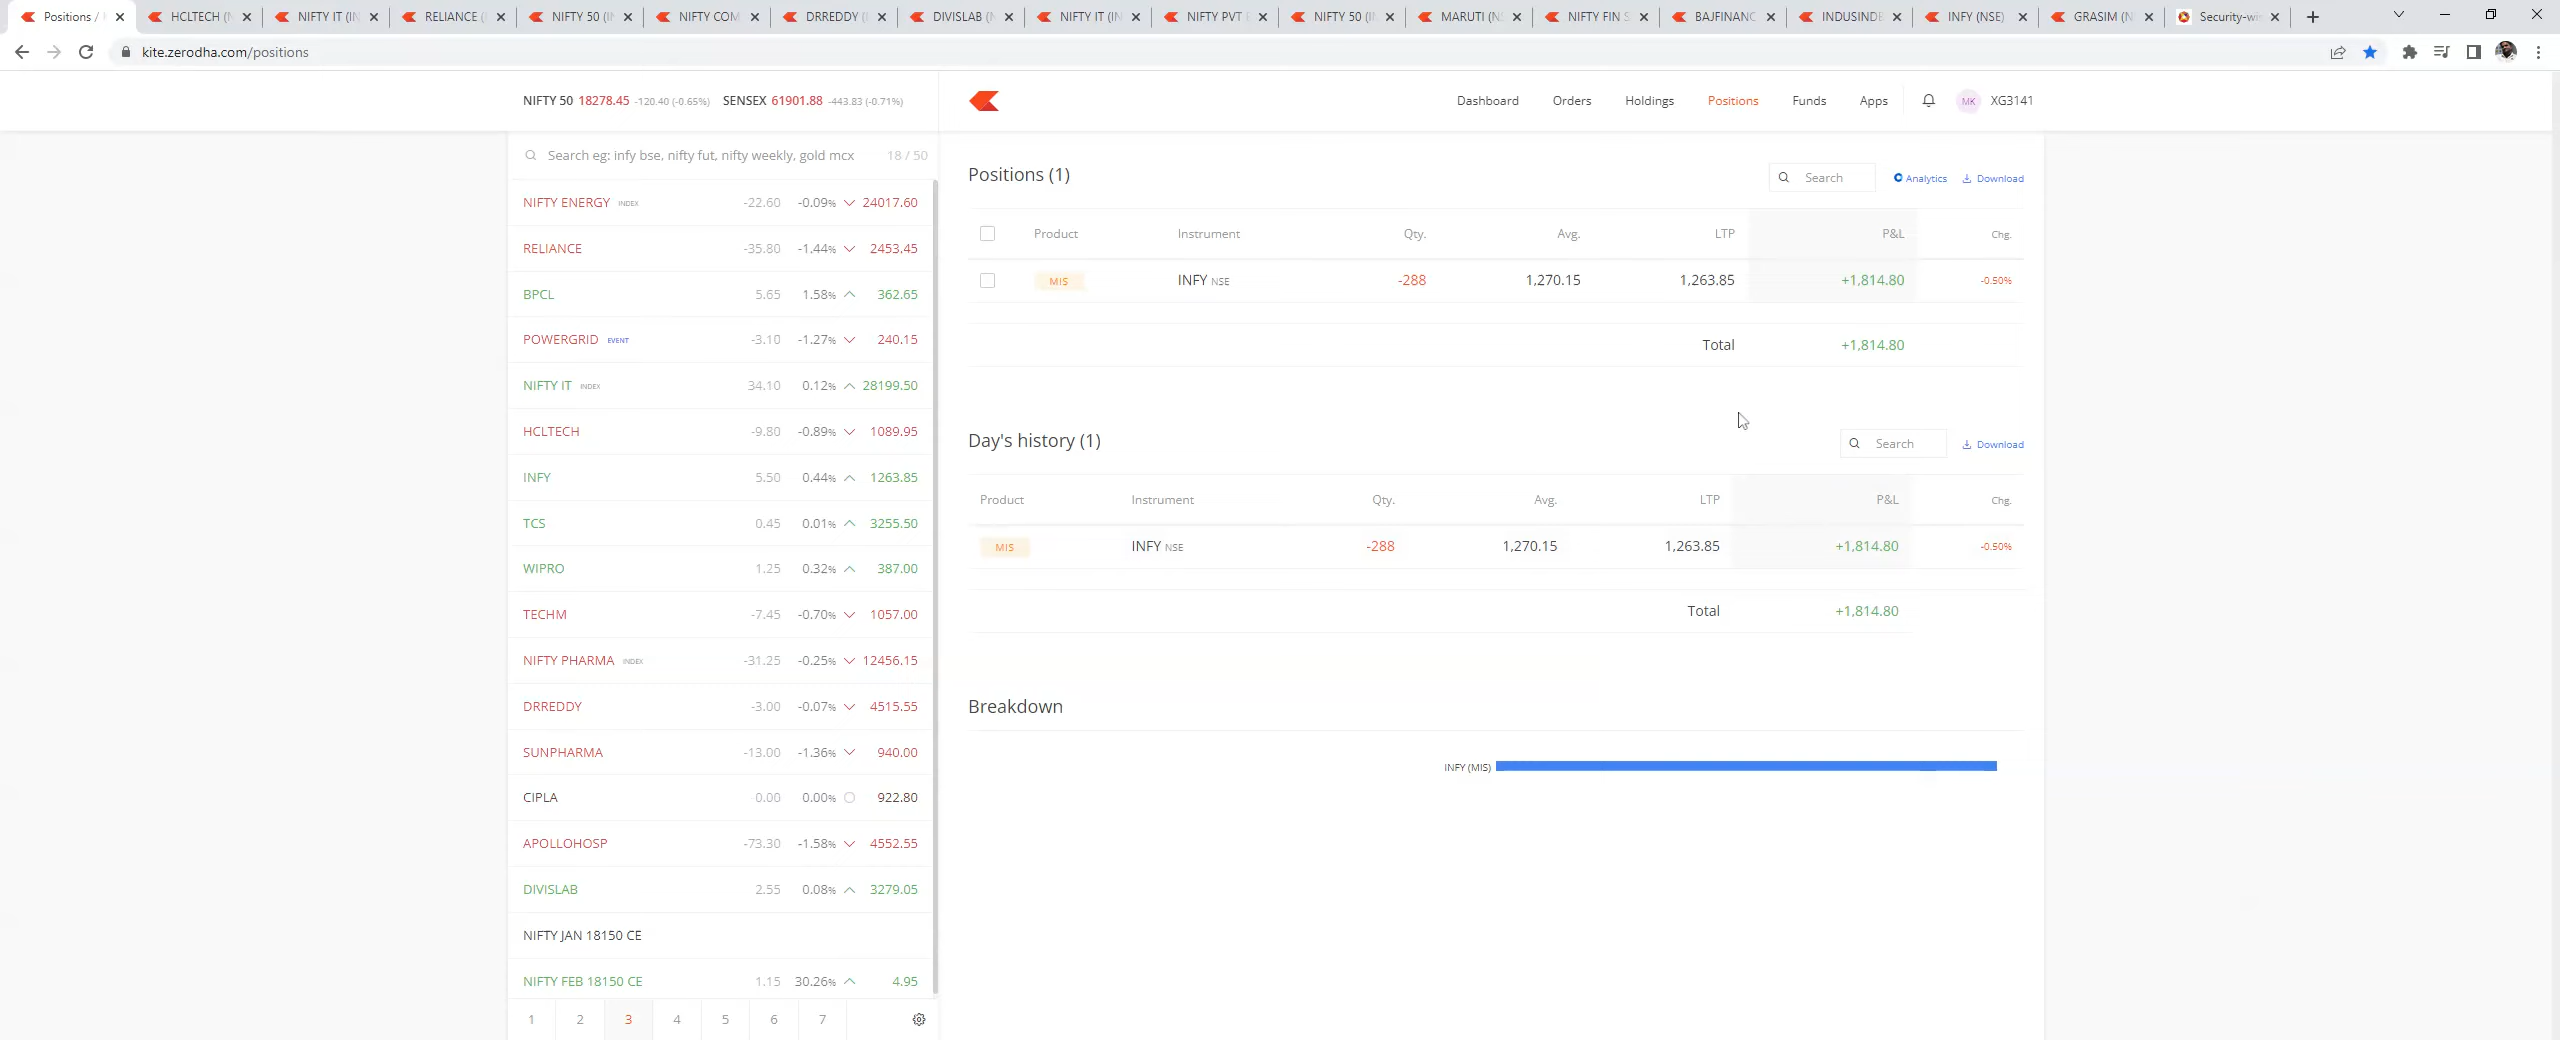 Positions /
HCLTECH (N
NIFTY IT (IN
RELIANCE (
NIFTY 50 (I
NIFTY COM
DRREDDY (
DIVISLAB (N
NIFTY IT (IN
NIFTY PVT
NIFTY 50 (I
MARUTI (N
NIFTY FIN S
BAJFINANC
INDUSINDB
INFY (NSE)
GRASIM (N
Security-wi
kite.zerodha.com/positions
NIFTY 50 18278.45 -120.40 (-0.65%) SENSEX 61901.88 -443.83 (-0.71%)
Dashboard Orders Holdings Positions Funds Apps MK XG3141
Search eg: infy bse, nifty fut, nifty weekly, gold mcx 18 / 50
NIFTY ENERGY INDEX -22.60 -0.09% 24017.60
RELIANCE -35.80 -1.44% 2453.45
BPCL 5.65 1.58% 362.65
POWERGRID EVENT -3.10 -1.27% 240.15
NIFTY IT INDEX 34.10 0.12% 28199.50
HCLTECH -9.80 -0.89% 1089.95
INFY 5.50 0.44% 1263.85
TCS 0.45 0.01% 3255.50
WIPRO 1.25 0.32% 387.00
TECHM -7.45 -0.70% 1057.00
NIFTY PHARMA INDEX -31.25 -0.25% 12456.15
DRREDDY -3.00 -0.07% 4515.55
SUNPHARMA -13.00 -1.36% 940.00
CIPLA 0.00 0.00% 922.80
APOLLOHOSP -73.30 -1.58% 4552.55
DIVISLAB 2.55 0.08% 3279.05
NIFTY JAN 18150 CE
NIFTY FEB 18150 CE 1.15 30.26% 4.95
1 2 3 4 5 6 7
Positions (1) Search Analytics Download
Product Instrument Qty. Avg. LTP P&L Chg.
MIS INFY NSE -288 1,270.15 1,263.85 +1,814.80 -0.50%
Total +1,814.80
Day's history (1) Search Download
Product Instrument Qty. Avg. LTP P&L Chg.
MIS INFY NSE -288 1,270.15 1,263.85 +1,814.80 -0.50%
Total +1,814.80
Breakdown
INFY (MIS)